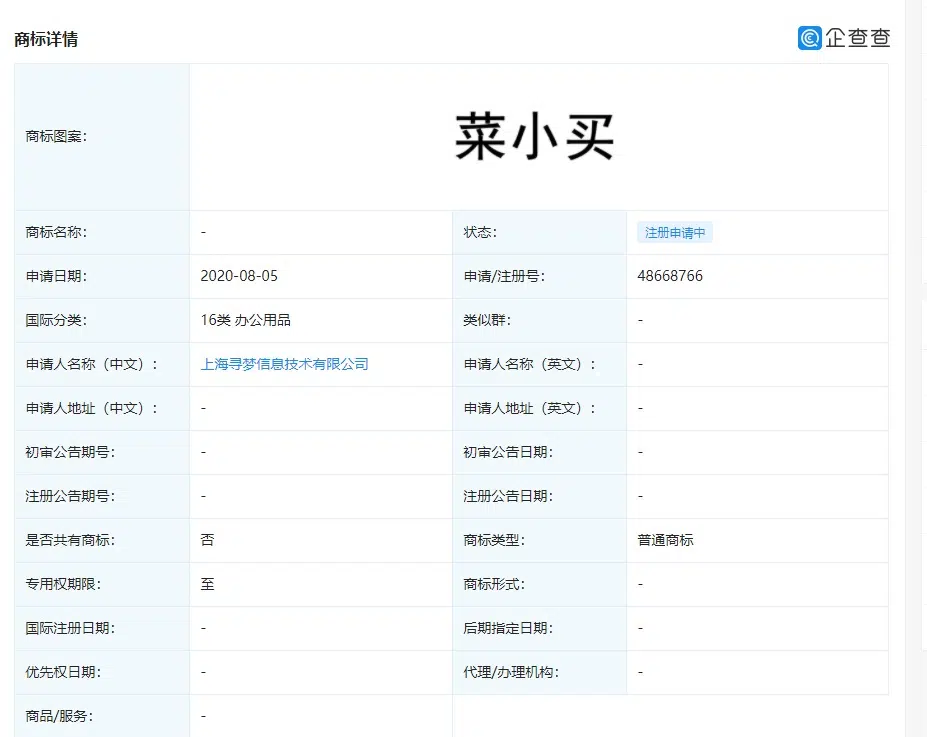 商标详情
企查查
商标图案:
菜小买
商标名称: - 状态: 注册申请中
申请日期: 2020-08-05 申请/注册号: 48668766
国际分类: 16类 办公用品 类似群: -
申请人名称（中文）: 上海寻梦信息技术有限公司 申请人名称（英文）: -
申请人地址（中文）: - 申请人地址（英文）: -
初审公告期号: - 初审公告日期: -
注册公告期号: - 注册公告日期: -
是否共有商标: 否 商标类型: 普通商标
专用权期限: 至 商标形式: -
国际注册日期: - 后期指定日期: -
优先权日期: - 代理/办理机构: -
商品/服务: -